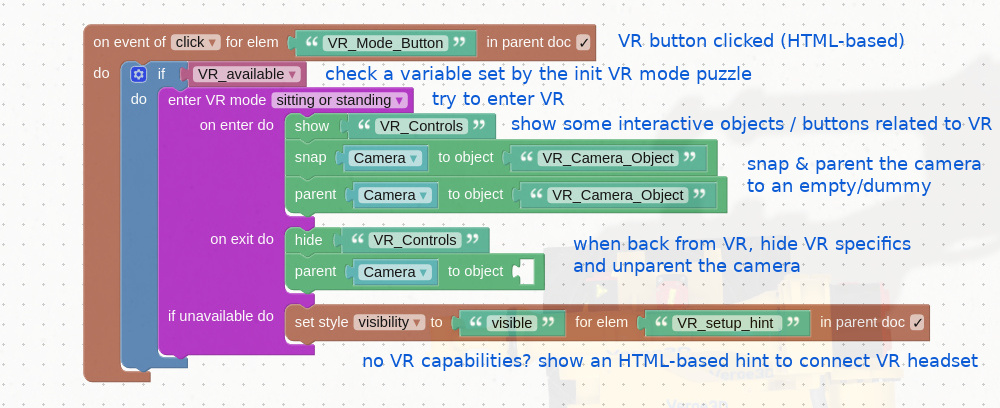 on event of click ▾ for elem “ VR_Mode_Button ” in parent doc ✓ VR button clicked (HTML-based)
do if VR_available ▾ check a variable set by the init VR mode puzzle
do enter VR mode sitting or standing ▾ try to enter VR
on enter do show “ VR_Controls ” show some interactive objects / buttons related to VR
snap Camera ▾ to object “ VR_Camera_Object ”
snap & parent the camera
to an empty/dummy
parent Camera ▾ to object “ VR_Camera_Object ”
on exit do hide “ VR_Controls ”
when back from VR, hide VR specifics
and unparent the camera
parent Camera ▾ to object
if unavailable do set style visibility ▾ to “ visible ” for elem “ VR_setup_hint ” in parent doc ✓
no VR capabilities? show an HTML-based hint to connect VR headset